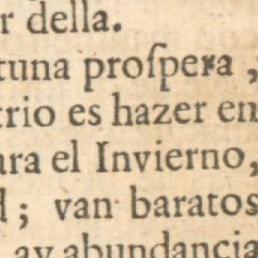 r della.
tuna proſpera,
trio es hazer en
ara el Invierno,
d; van baratos
ay abundancia